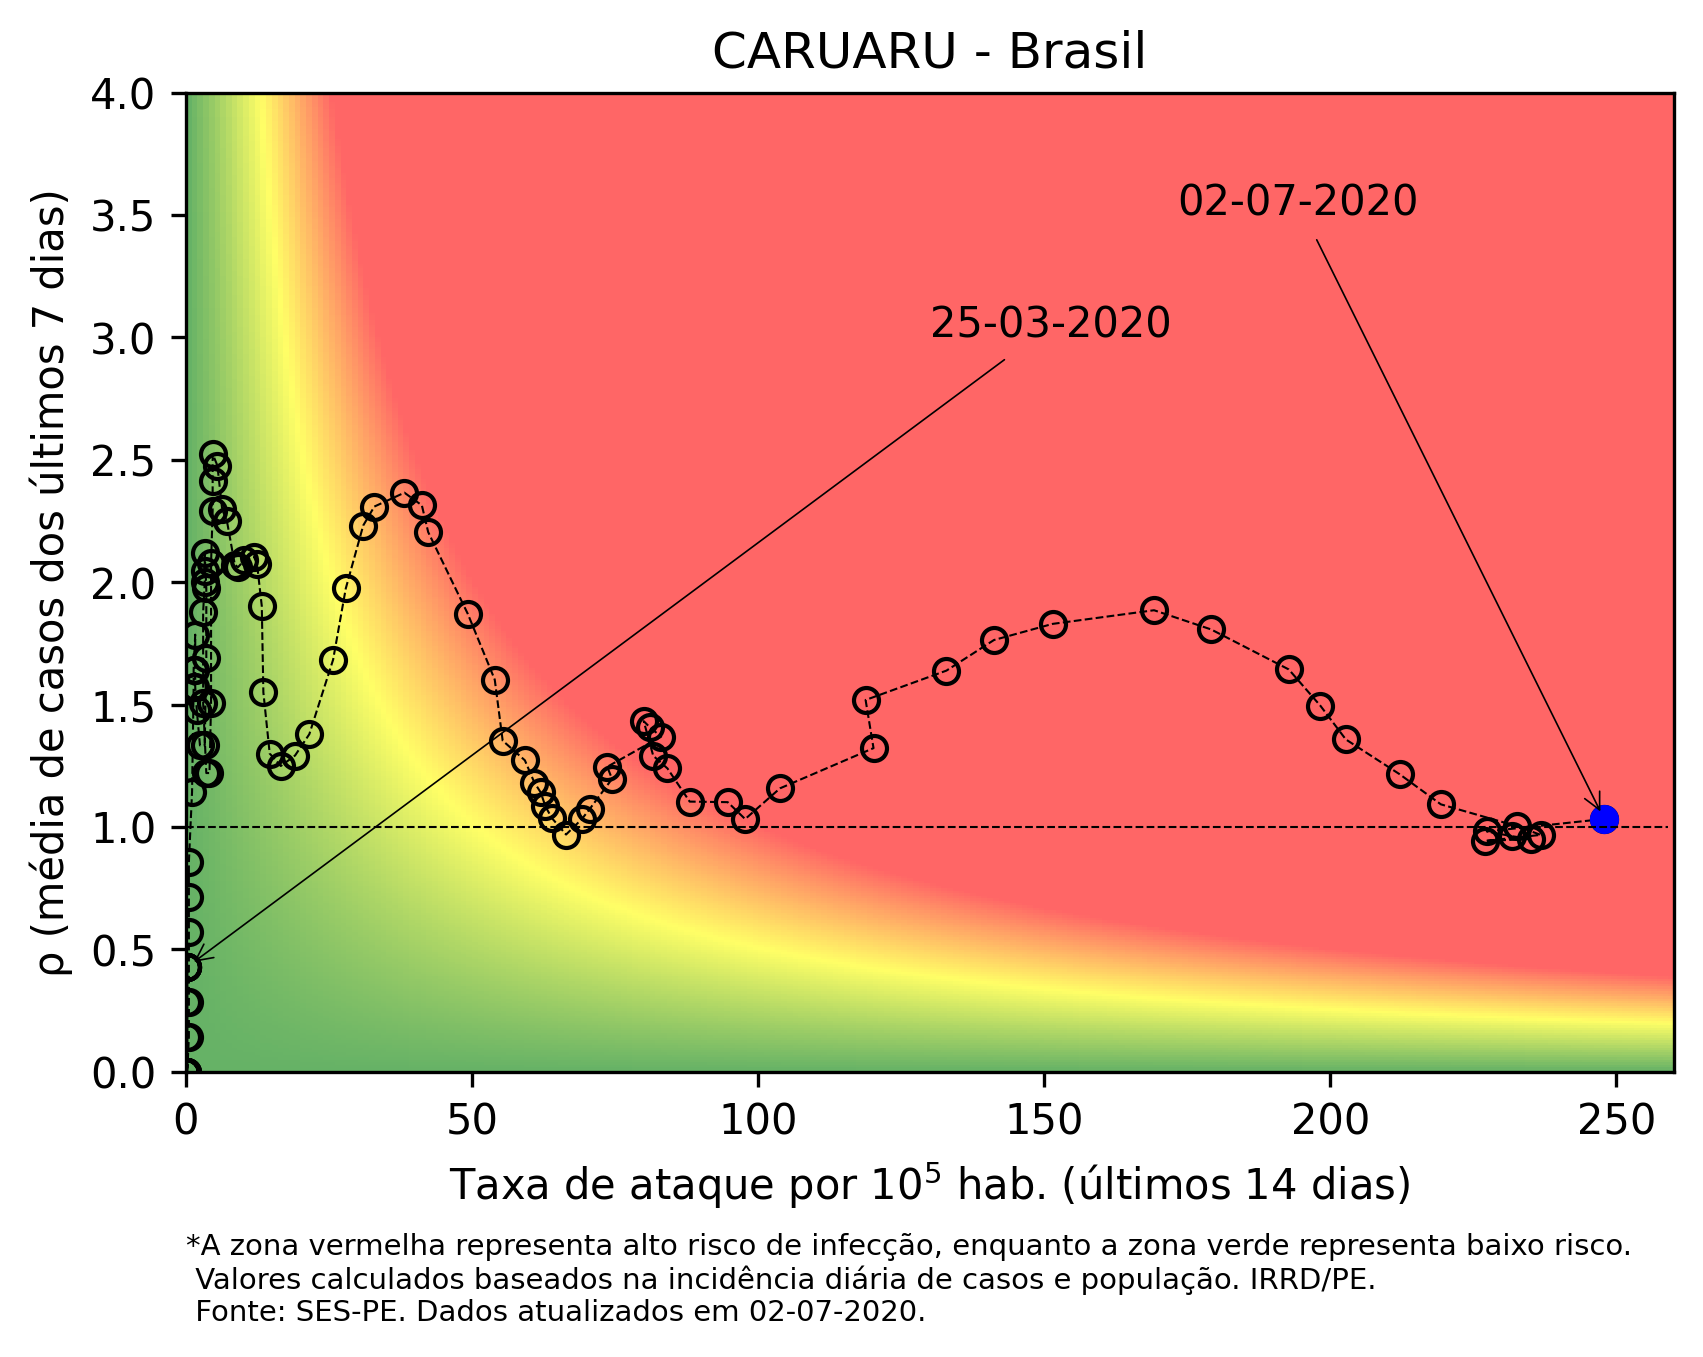 CARUARU - Brasil
4.0
3.5
3.0
2.5
2.0
1.5
1.0
0.5
0.0
ρ (média de casos dos últimos 7 dias)
02-07-2020
25-03-2020
0 50 100 150 200 250
Taxa de ataque por 10⁵ hab. (últimos 14 dias)
*A zona vermelha representa alto risco de infecção, enquanto a zona verde representa baixo risco.
Valores calculados baseados na incidência diária de casos e população. IRRD/PE.
Fonte: SES-PE. Dados atualizados em 02-07-2020.